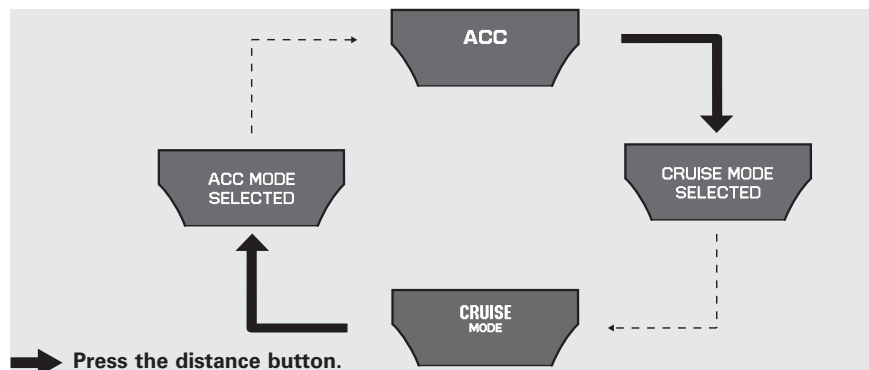 ACC
ACC MODE
SELECTED
CRUISE MODE
SELECTED
CRUISE
MODE
Press the distance button.